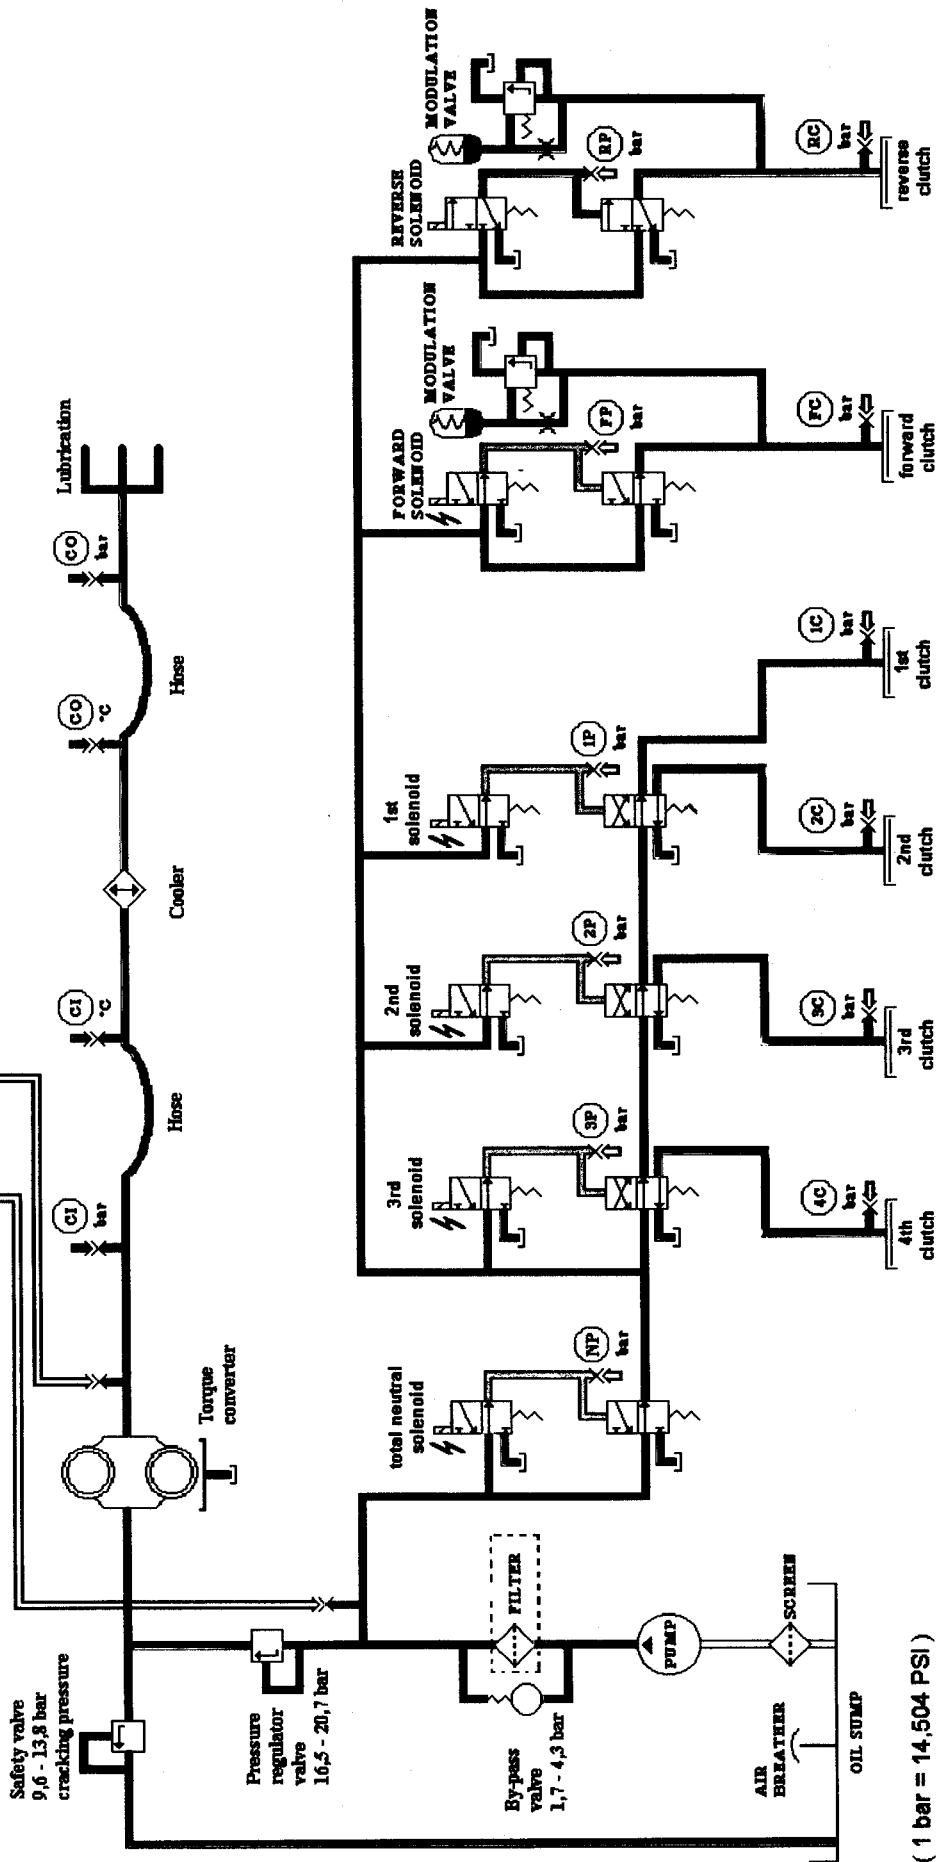 Safety valve
9,6 - 13,8 bar
cracking pressure
Pressure
regulator
valve
16,5 - 20,7 bar
By-pass
valve
1,7 - 4,3 bar
FILTER
PUMP
SCREEN
AIR
BREATHER
OIL SUMP
( 1 bar = 14,504 PSI )
Torque
converter
CI
bar
Hose
CI
°C
Cooler
CO
°C
Hose
CO
bar
Lubrication
total neutral
solenoid
NP
bar
3rd
solenoid
3P
bar
2nd
solenoid
2P
bar
1st
solenoid
1P
bar
FORWARD
SOLENOID
MODULATION
VALVE
FP
bar
REVERSE
SOLENOID
MODULATION
VALVE
RP
bar
4C
bar
4th
clutch
3C
bar
3rd
clutch
2C
bar
2nd
clutch
1C
bar
1st
clutch
FC
bar
forward
clutch
RC
bar
reverse
clutch